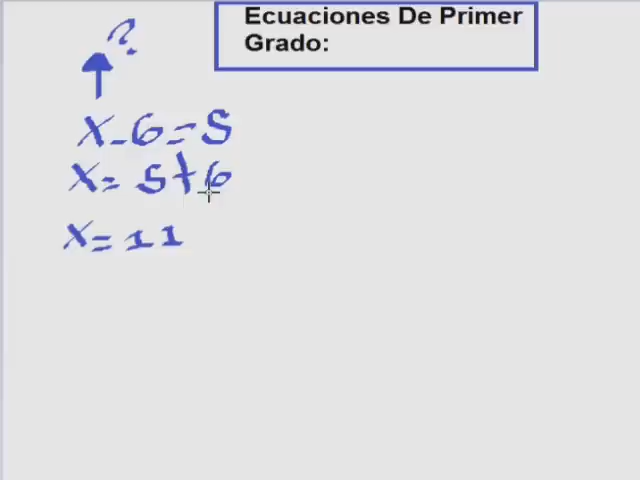 Ecuaciones De Primer
Grado:
?
x-6=5
x=5+6
x=11